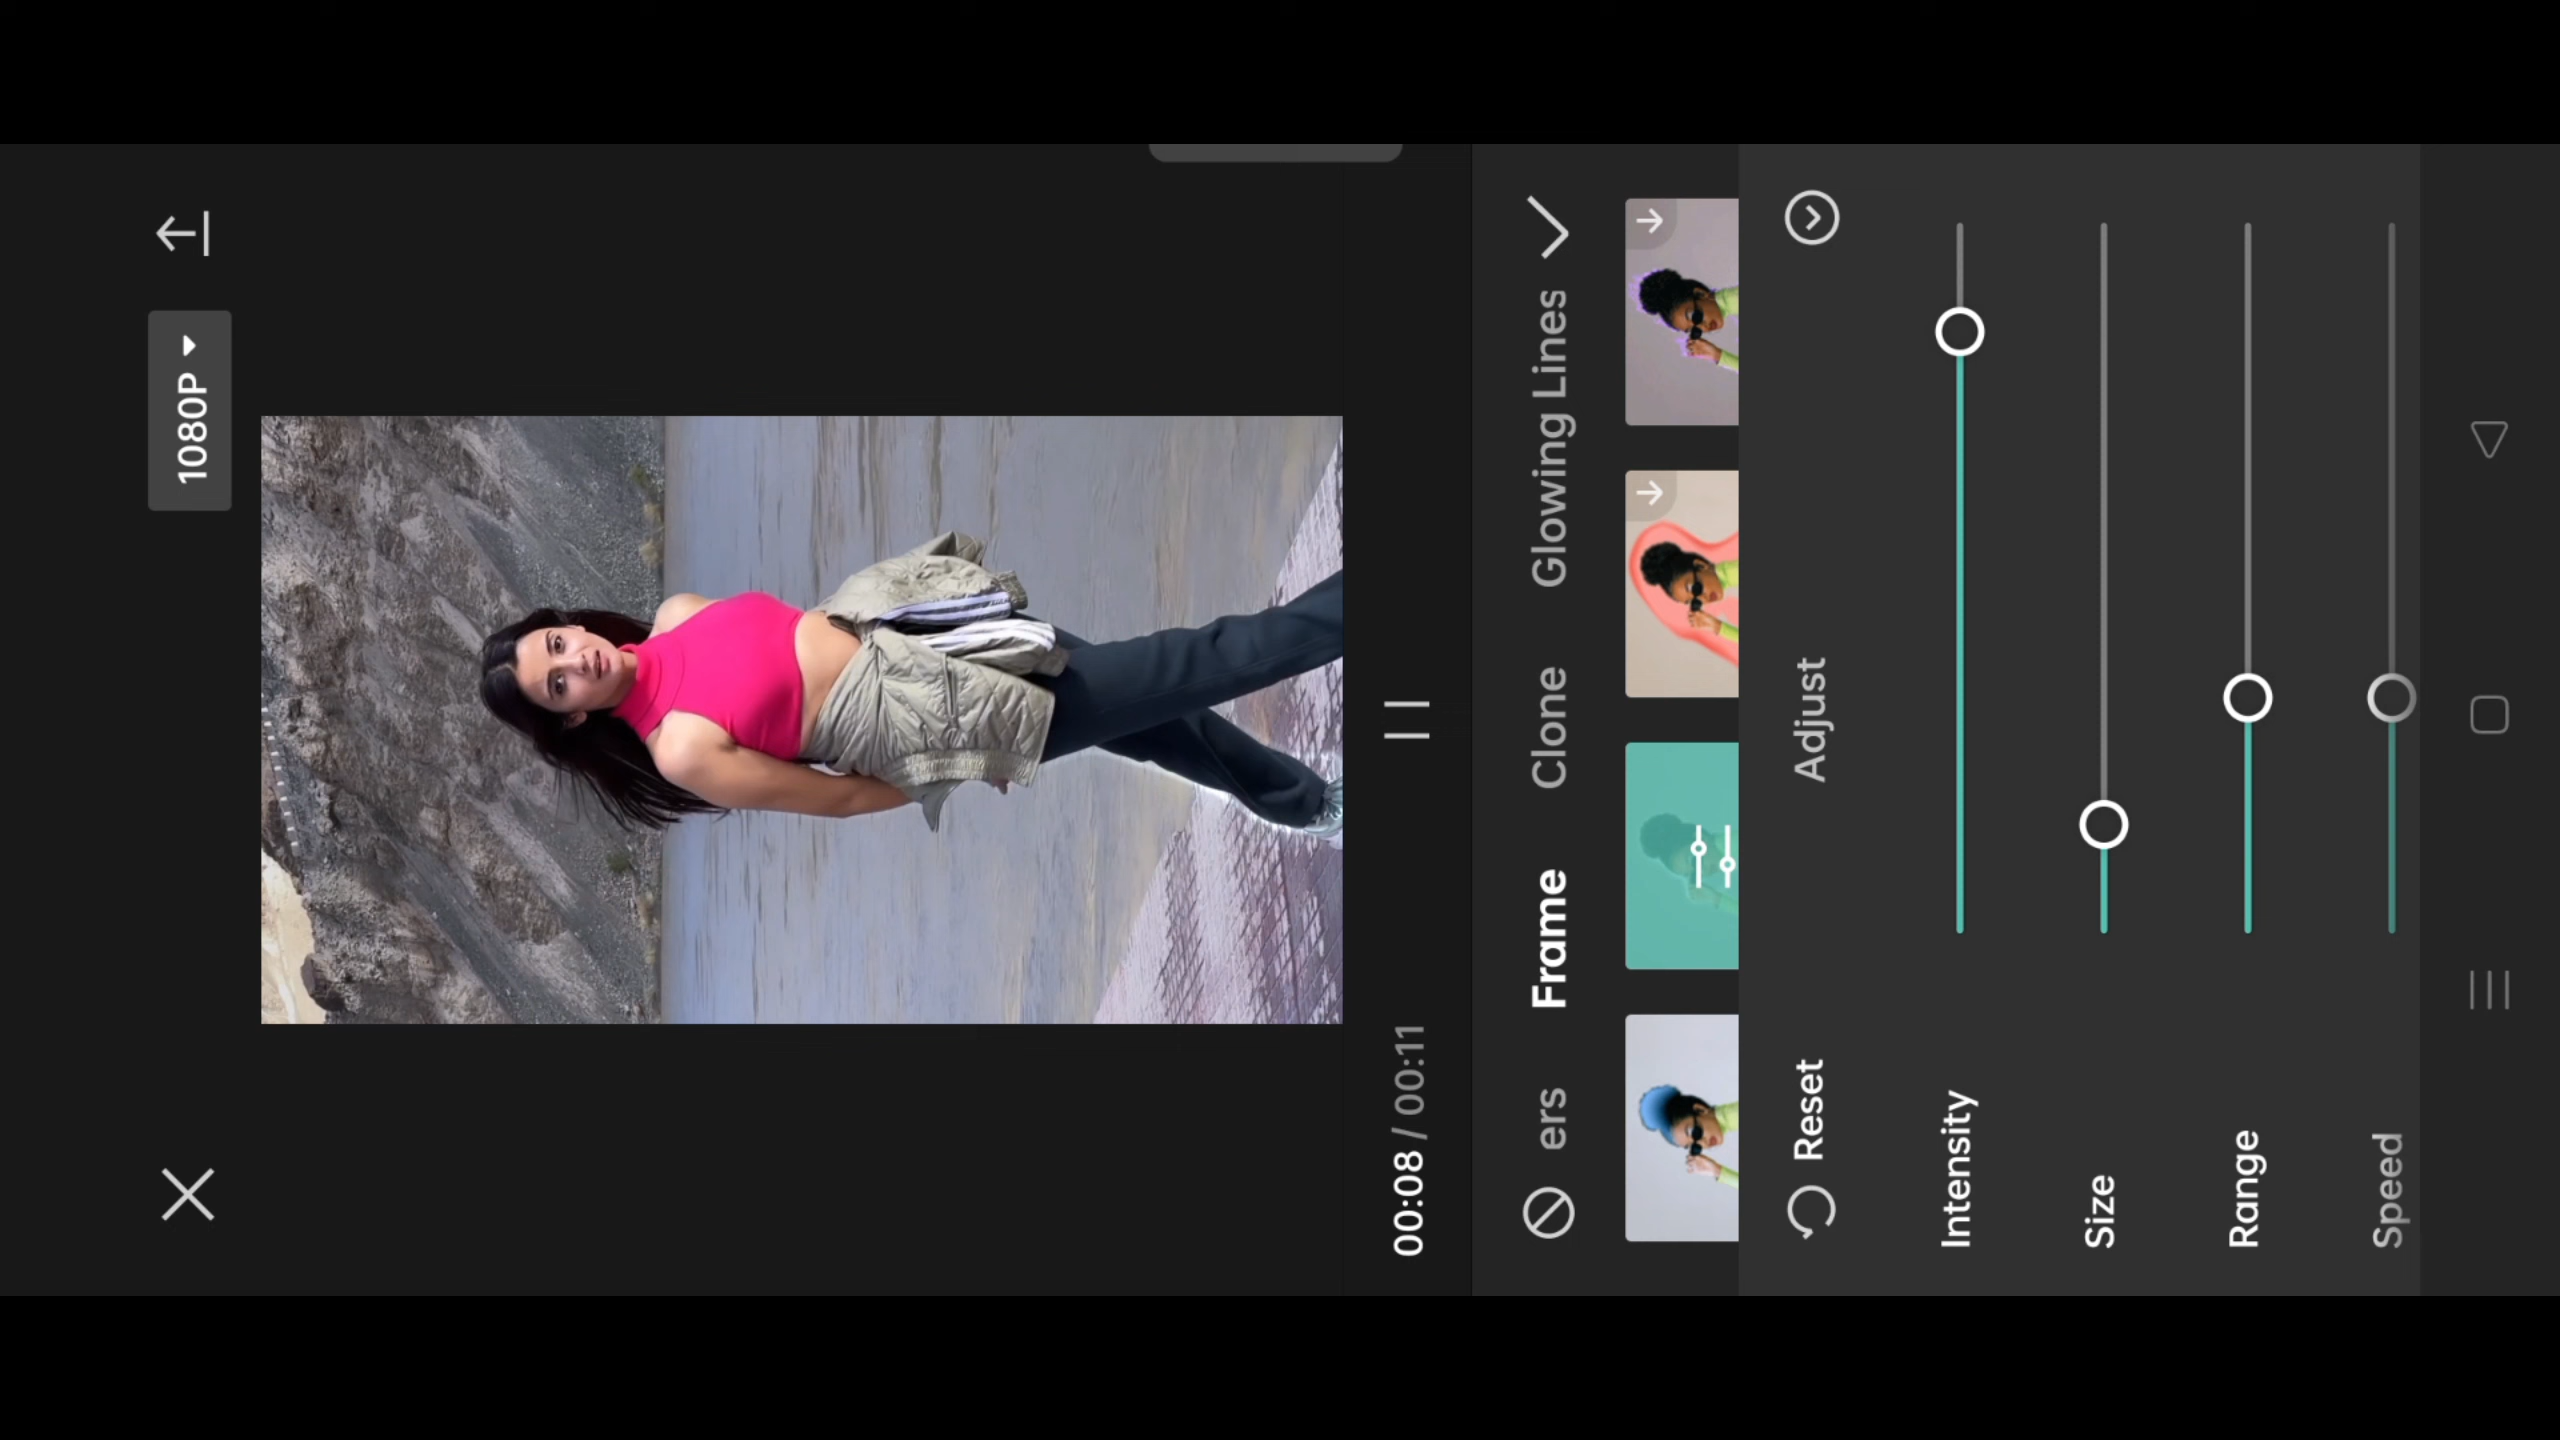 1080P
00:08 / 00:11
ers Frame Clone Glowing Lines
Reset Adjust
Intensity
Size
Range
Speed